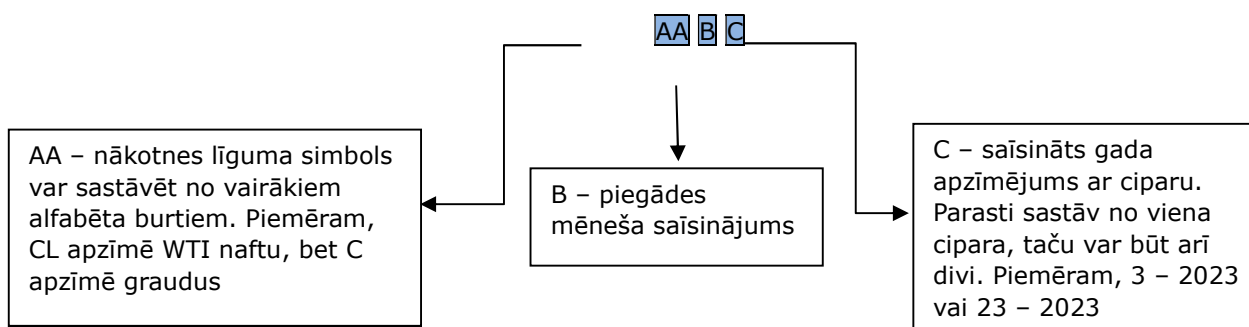 AA B C
AA – nākotnes līguma simbols
var sastāvēt no vairākiem
alfabēta burtiem. Piemēram,
CL apzīmē WTI naftu, bet C
apzīmē graudus
B – piegādes
mēneša saīsinājums
C – saīsināts gada
apzīmējums ar ciparu.
Parasti sastāv no viena
cipara, taču var būt arī
divi. Piemēram, 3 – 2023
vai 23 – 2023